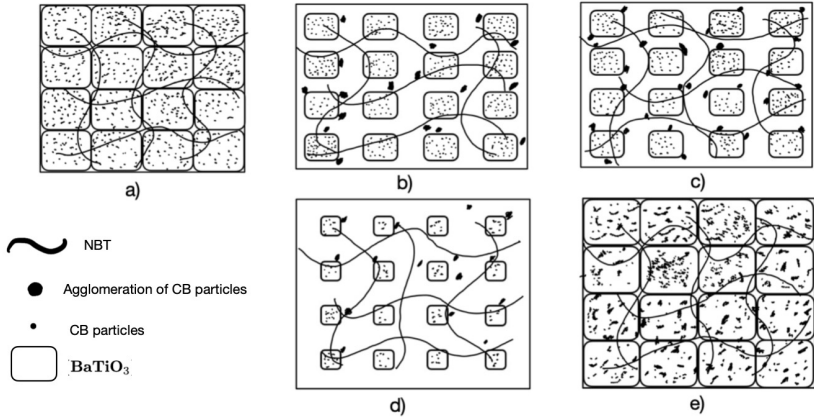 a)
b)
c)
NBT
Agglomeration of CB particles
CB particles
BaTiO₃
d)
e)